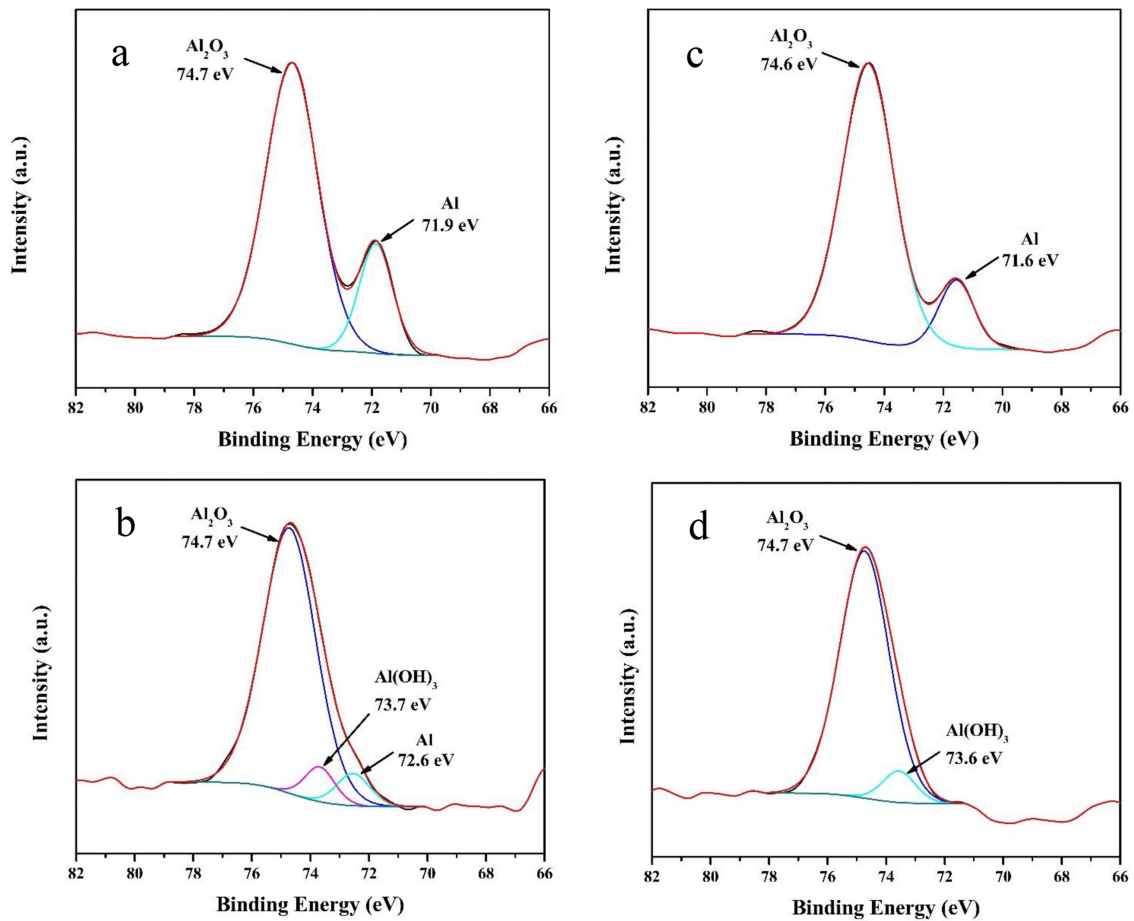 a
Al2O3
74.7 eV
Al
71.9 eV
Intensity (a.u.)
82 80 78 76 74 72 70 68 66
Binding Energy (eV)
c
Al2O3
74.6 eV
Al
71.6 eV
Intensity (a.u.)
82 80 78 76 74 72 70 68 66
Binding Energy (eV)
b
Al2O3
74.7 eV
Al(OH)3
73.7 eV
Al
72.6 eV
Intensity (a.u.)
82 80 78 76 74 72 70 68 66
Binding Energy (eV)
d
Al2O3
74.7 eV
Al(OH)3
73.6 eV
Intensity (a.u.)
82 80 78 76 74 72 70 68 66
Binding Energy (eV)